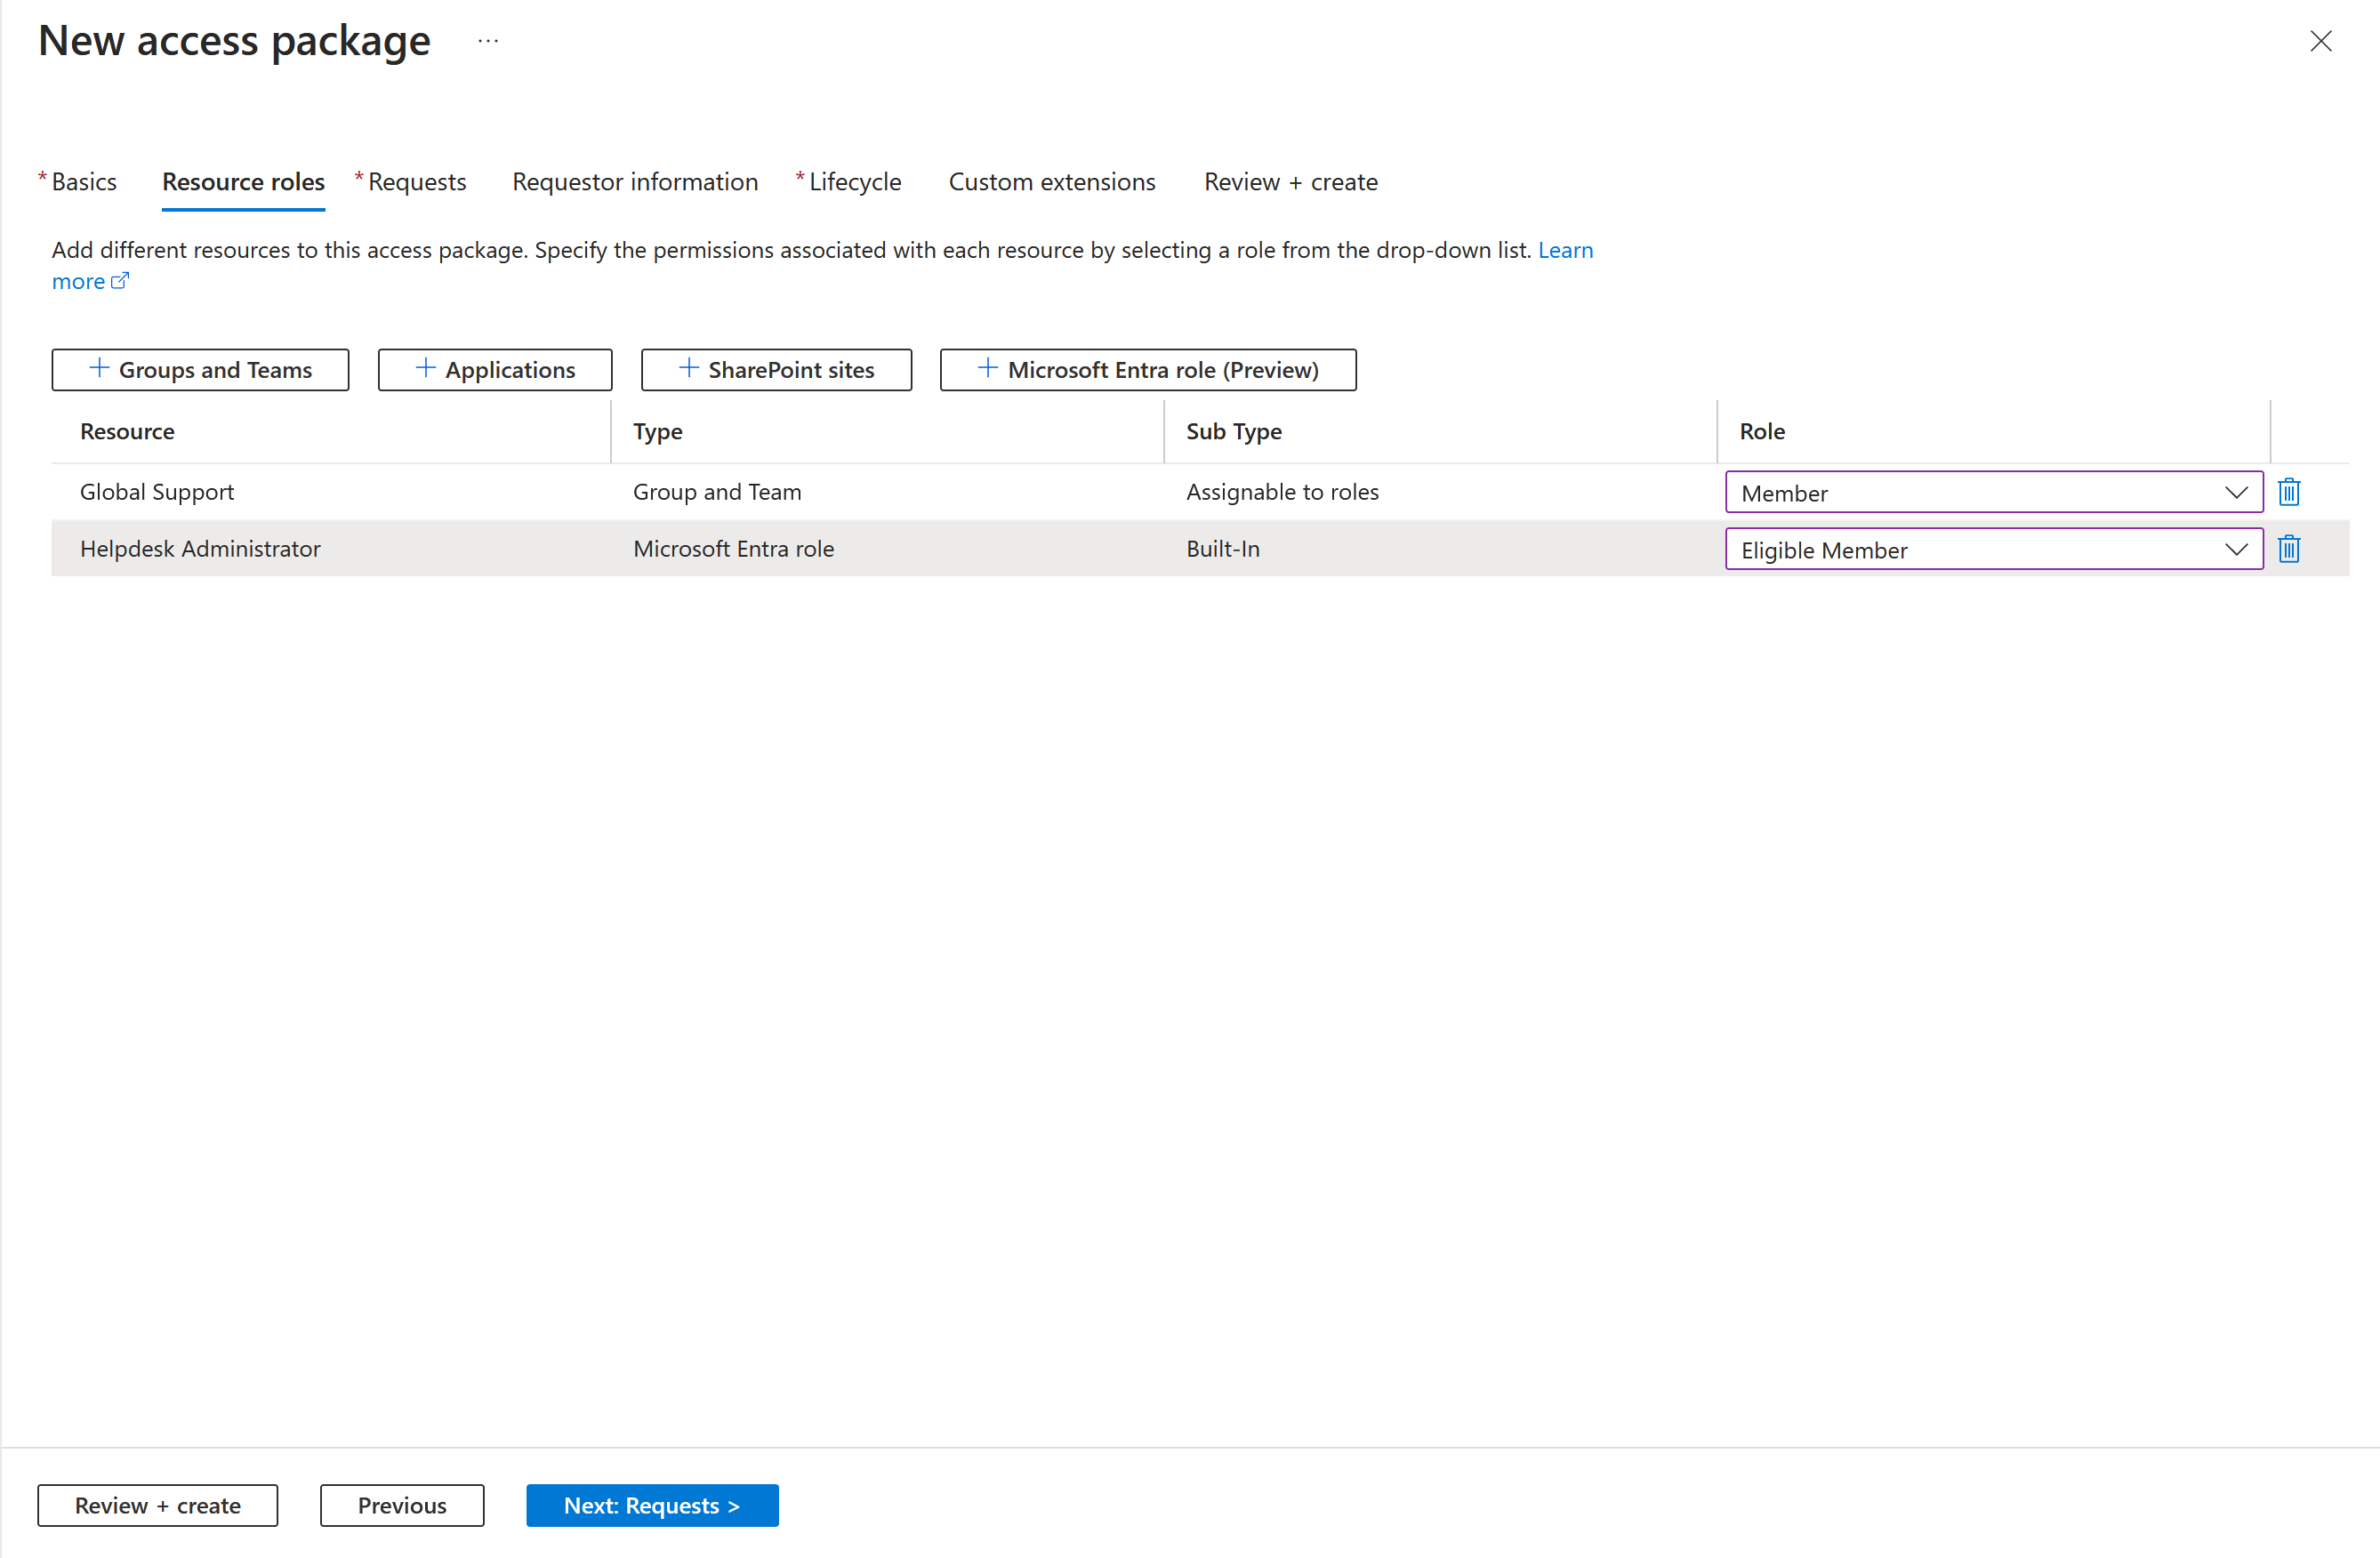 New access package ...
* Basics Resource roles * Requests Requestor information * Lifecycle Custom extensions Review + create
Add different resources to this access package. Specify the permissions associated with each resource by selecting a role from the drop-down list. Learn
more
+ Groups and Teams + Applications + SharePoint sites + Microsoft Entra role (Preview)
Resource Type Sub Type Role
Global Support Group and Team Assignable to roles Member
Helpdesk Administrator Microsoft Entra role Built-In Eligible Member
Review + create Previous Next: Requests >